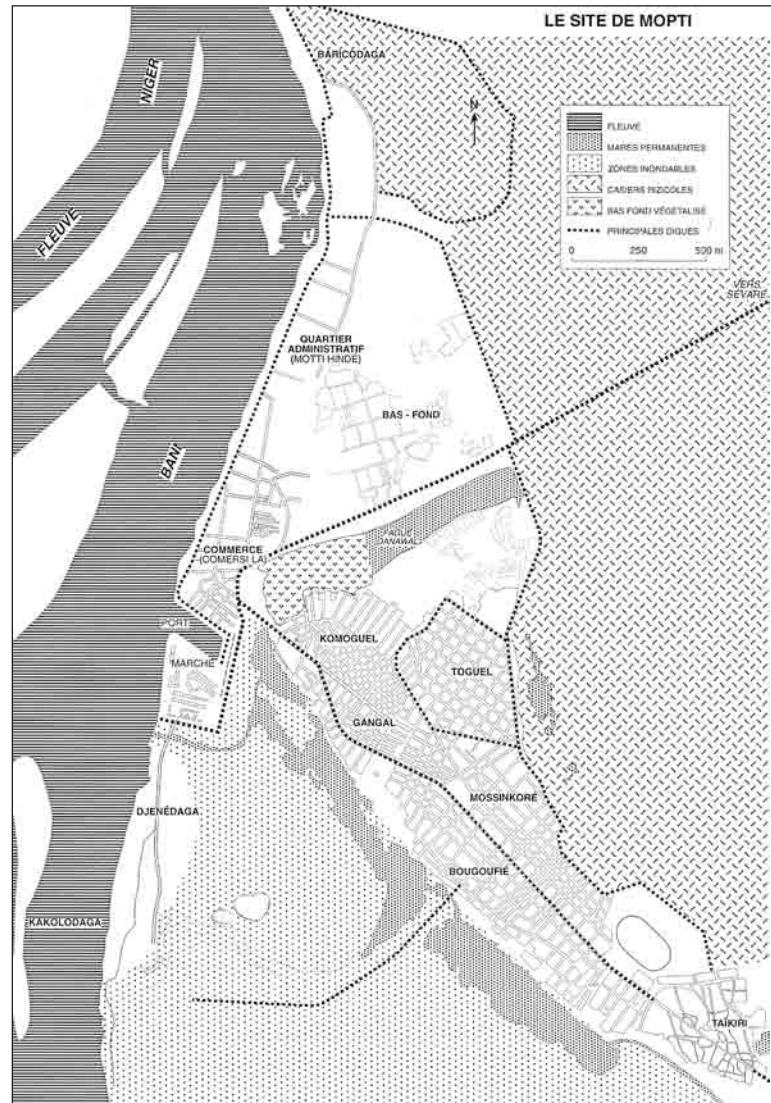 LE SITE DE MOPTI
BARICODAGA
NIGER
N
FLEUVE
MARES PERMANENTES
ZONES INONDABLES
CASIERS RIZICOLES
BAS FOND VÉGÉTALISÉ
PRINCIPALES DIGUES
0 250 500 m
VERS
SÉVARÉ
FLEUVE
QUARTIER
ADMINISTRATIF
(MOTTI HINDE)
BAS - FOND
BANI
COMMERCE
(COMERSI LA)
PORT
MARCHÉ
KOMOGUEL
TOGUEL
GANGAL
MOSSINKORÉ
DJENÉDAGA
BOUGOUFIÉ
KAKOLODAGA
TAÏKIRI